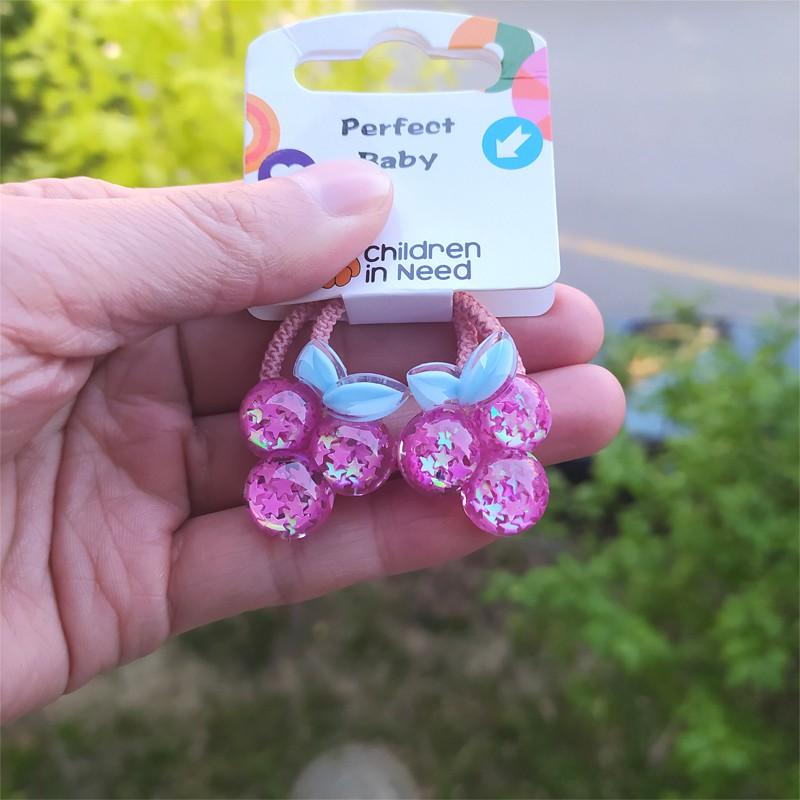 Perfect
Baby
Children
in Need